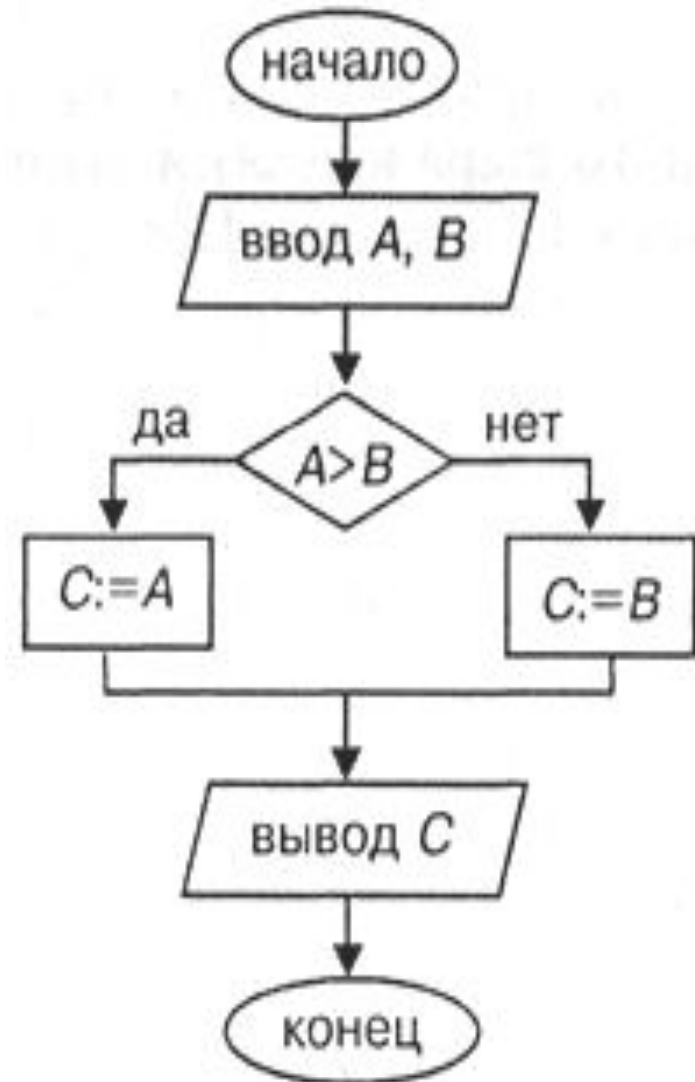 начало
ввод A, B
да
нет
A>B
C:=A
C:=B
вывод C
конец